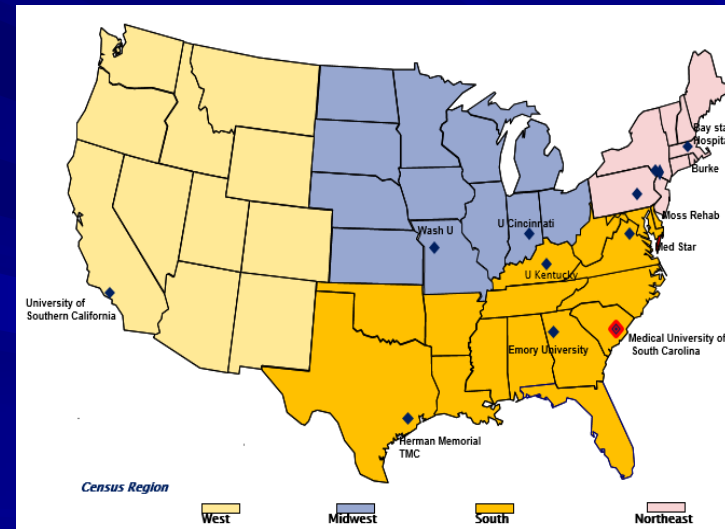 Bay sta
Hospita
Burke
Moss Rehab
Med Star
U Cincinnati
Wash U
U Kentucky
University of
Southern California
Medical University of
South Carolina
Emory University
Herman Memorial
TMC
Census Region
West
Midwest
South
Northeast